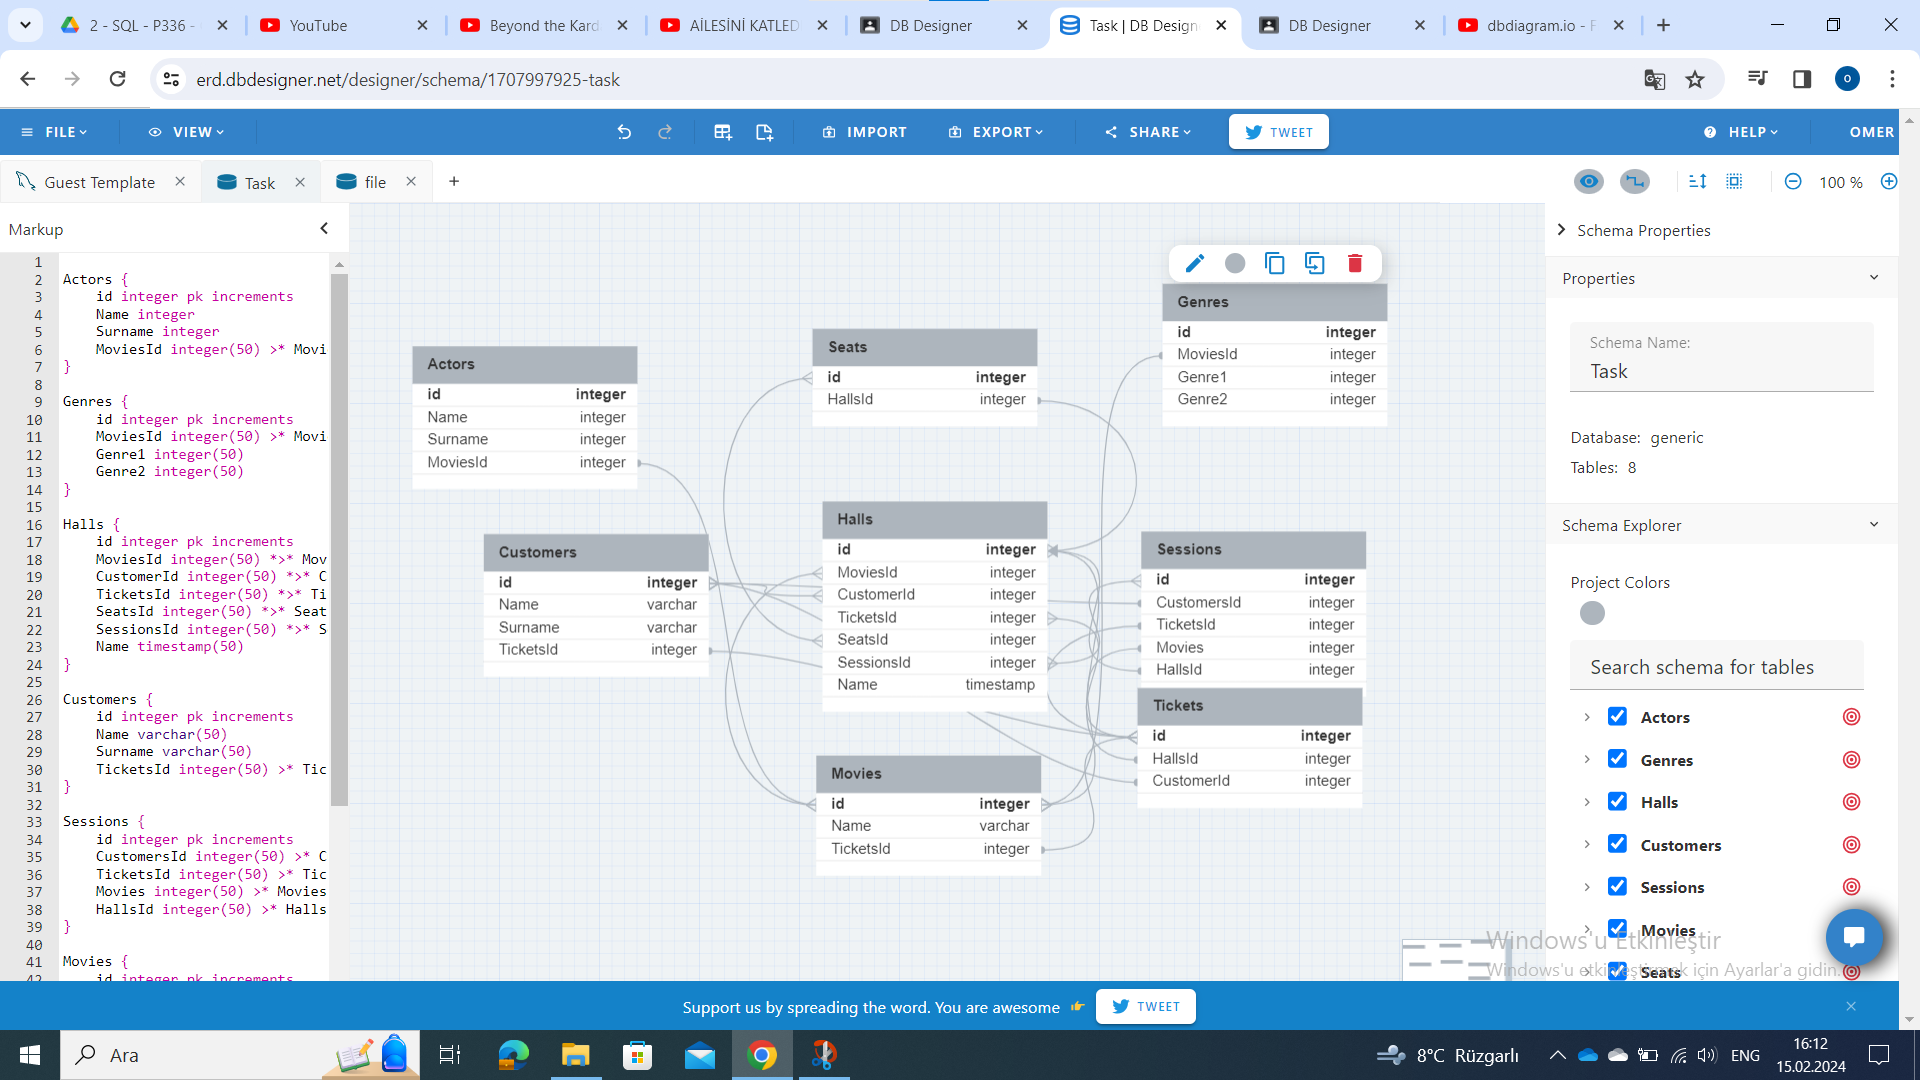 2 - SQL - P336 -
YouTube
Beyond the Kard
AİLESİNİ KATLED
DB Designer
Task | DB Design
DB Designer
dbdiagram.io - F
erd.dbdesigner.net/designer/schema/1707997925-task
O
FILE
VIEW
IMPORT
EXPORT
SHARE
TWEET
HELP
OMER
Guest Template
Task
file
100 %
Markup
1
2 Actors {
3 id integer pk increments
4 Name integer
5 Surname integer
6 MoviesId integer(50) >* Movi
7 }
8
9 Genres {
10 id integer pk increments
11 MoviesId integer(50) >* Movi
12 Genre1 integer(50)
13 Genre2 integer(50)
14 }
15
16 Halls {
17 id integer pk increments
18 MoviesId integer(50) *>* Mov
19 CustomerId integer(50) *>* C
20 TicketsId integer(50) *>* Ti
21 SeatsId integer(50) *>* Seat
22 SessionsId integer(50) *>* S
23 Name timestamp(50)
24 }
25
26 Customers {
27 id integer pk increments
28 Name varchar(50)
29 Surname varchar(50)
30 TicketsId integer(50) >* Tic
31 }
32
33 Sessions {
34 id integer pk increments
35 CustomersId integer(50) >* C
36 TicketsId integer(50) >* Tic
37 Movies integer(50) >* Movies
38 HallsId integer(50) >* Halls
39 }
40
41 Movies {
42 id integer pk increments
Actors
id integer
Name integer
Surname integer
MoviesId integer
Customers
id integer
Name varchar
Surname varchar
TicketsId integer
Seats
id integer
HallsId integer
Halls
id integer
MoviesId integer
CustomerId integer
TicketsId integer
SeatsId integer
SessionsId integer
Name timestamp
Movies
id integer
Name varchar
TicketsId integer
Genres
id integer
MoviesId integer
Genre1 integer
Genre2 integer
Sessions
id integer
CustomersId integer
TicketsId integer
Movies integer
HallsId integer
Tickets
id integer
HallsId integer
CustomerId integer
Schema Properties
Properties
Schema Name:
Task
Database: generic
Tables: 8
Schema Explorer
Project Colors
Search schema for tables
Actors
Genres
Halls
Customers
Sessions
Movies
Seats
Windows'u Etkinleştir
Windows'u etkinleştirmek için Ayarlar'a gidin.
Support us by spreading the word. You are awesome
TWEET
Ara
8°C Rüzgarlı
ENG
16:12
15.02.2024